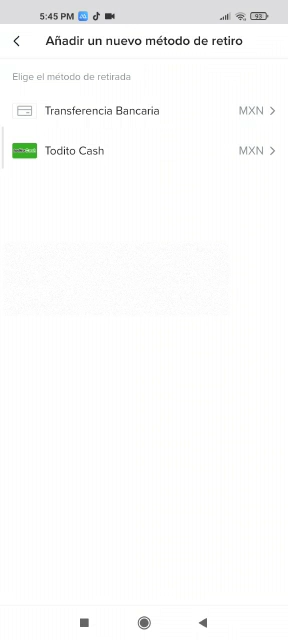 5:45 PM
93
Añadir un nuevo método de retiro
Elige el método de retirada
Transferencia Bancaria
MXN
Todito Cash
MXN